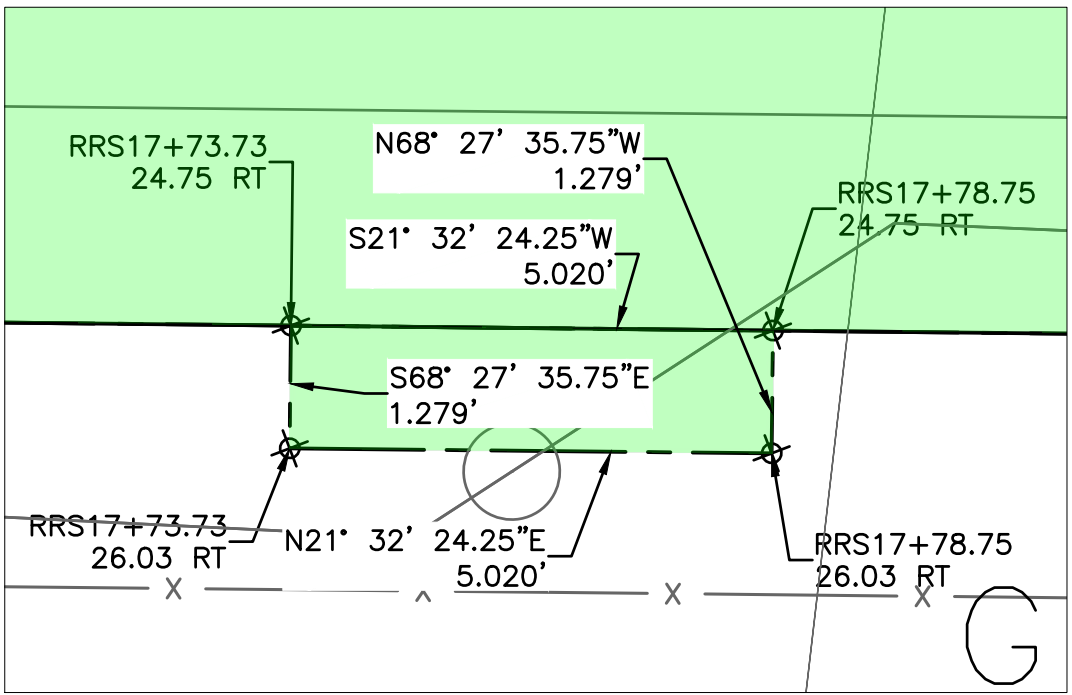 RRS17+73.73
24.75 RT
N68° 27' 35.75"W
1.279'
RRS17+78.75
24.75 RT
S21° 32' 24.25"W
5.020'
S68° 27' 35.75"E
1.279'
RRS17+73.73
26.03 RT
N21° 32' 24.25"E
5.020'
RRS17+78.75
26.03 RT
X
X
X
G